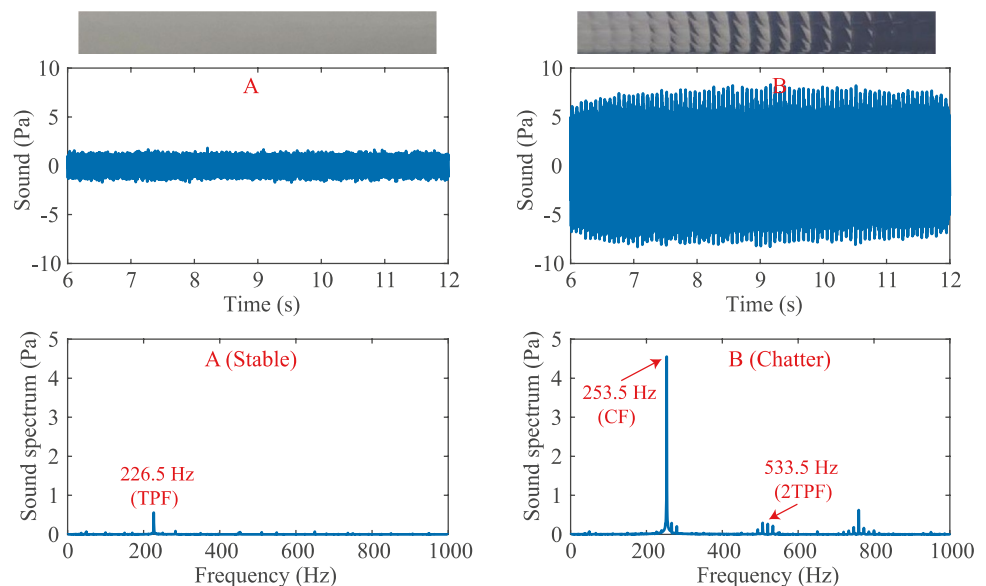 10
5
0
-5
-10
Sound (Pa)
A
6 7 8 9 10 11 12
Time (s)
10
5
0
-5
-10
Sound (Pa)
B
6 7 8 9 10 11 12
Time (s)
5
4
3
2
1
0
Sound spectrum (Pa)
A (Stable)
226.5 Hz
(TPF)
0 200 400 600 800 1000
Frequency (Hz)
5
4
3
2
1
0
Sound spectrum (Pa)
B (Chatter)
253.5 Hz
(CF)
533.5 Hz
(2TPF)
0 200 400 600 800 1000
Frequency (Hz)